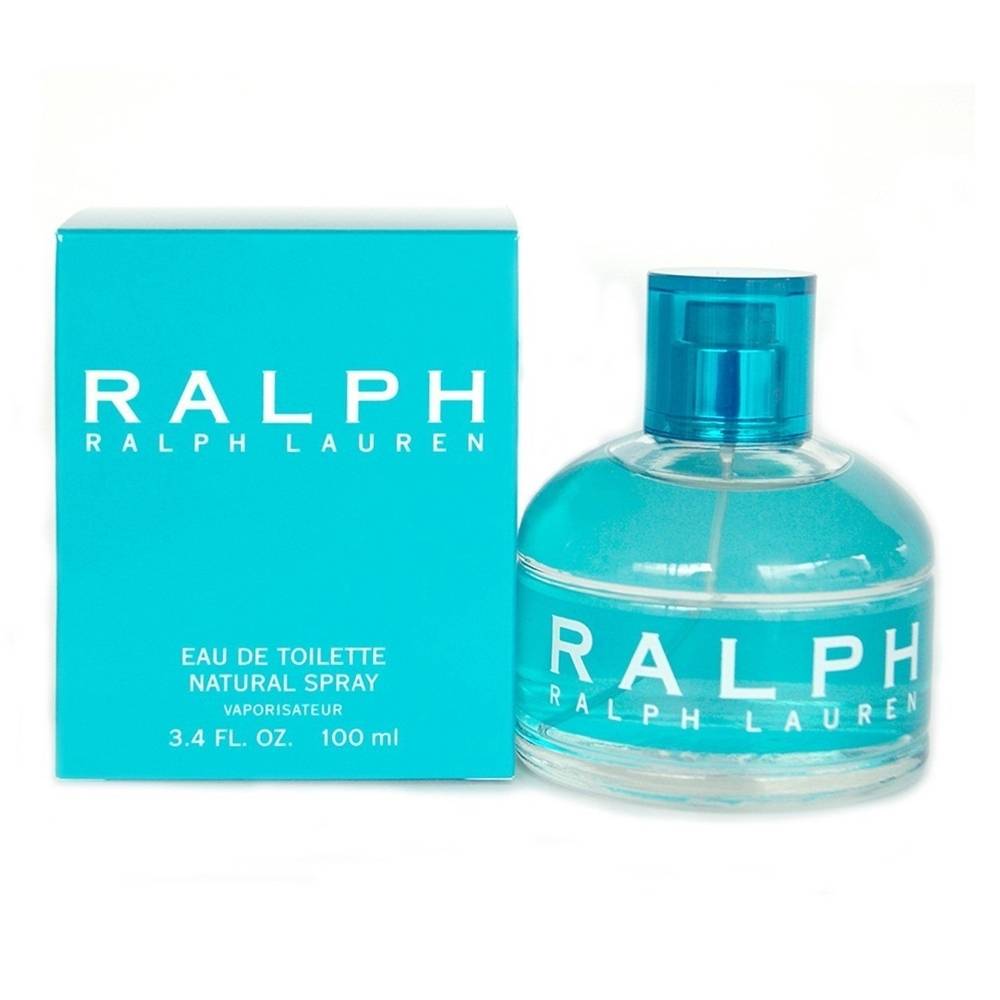 RALPH
RALPH LAUREN
EAU DE TOILETTE
NATURAL SPRAY
VAPORISATEUR
3.4 FL. OZ. 100 ml
RALPH
RALPH LAUREN